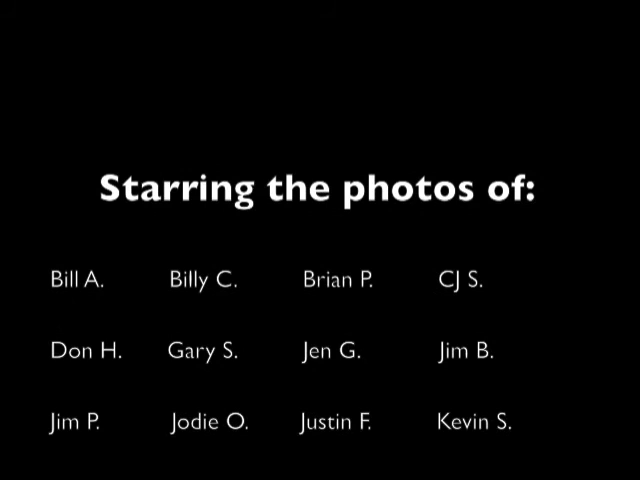 Starring the photos of:
Bill A. Billy C. Brian P. CJ S.
Don H. Gary S. Jen G. Jim B.
Jim P. Jodie O. Justin F. Kevin S.